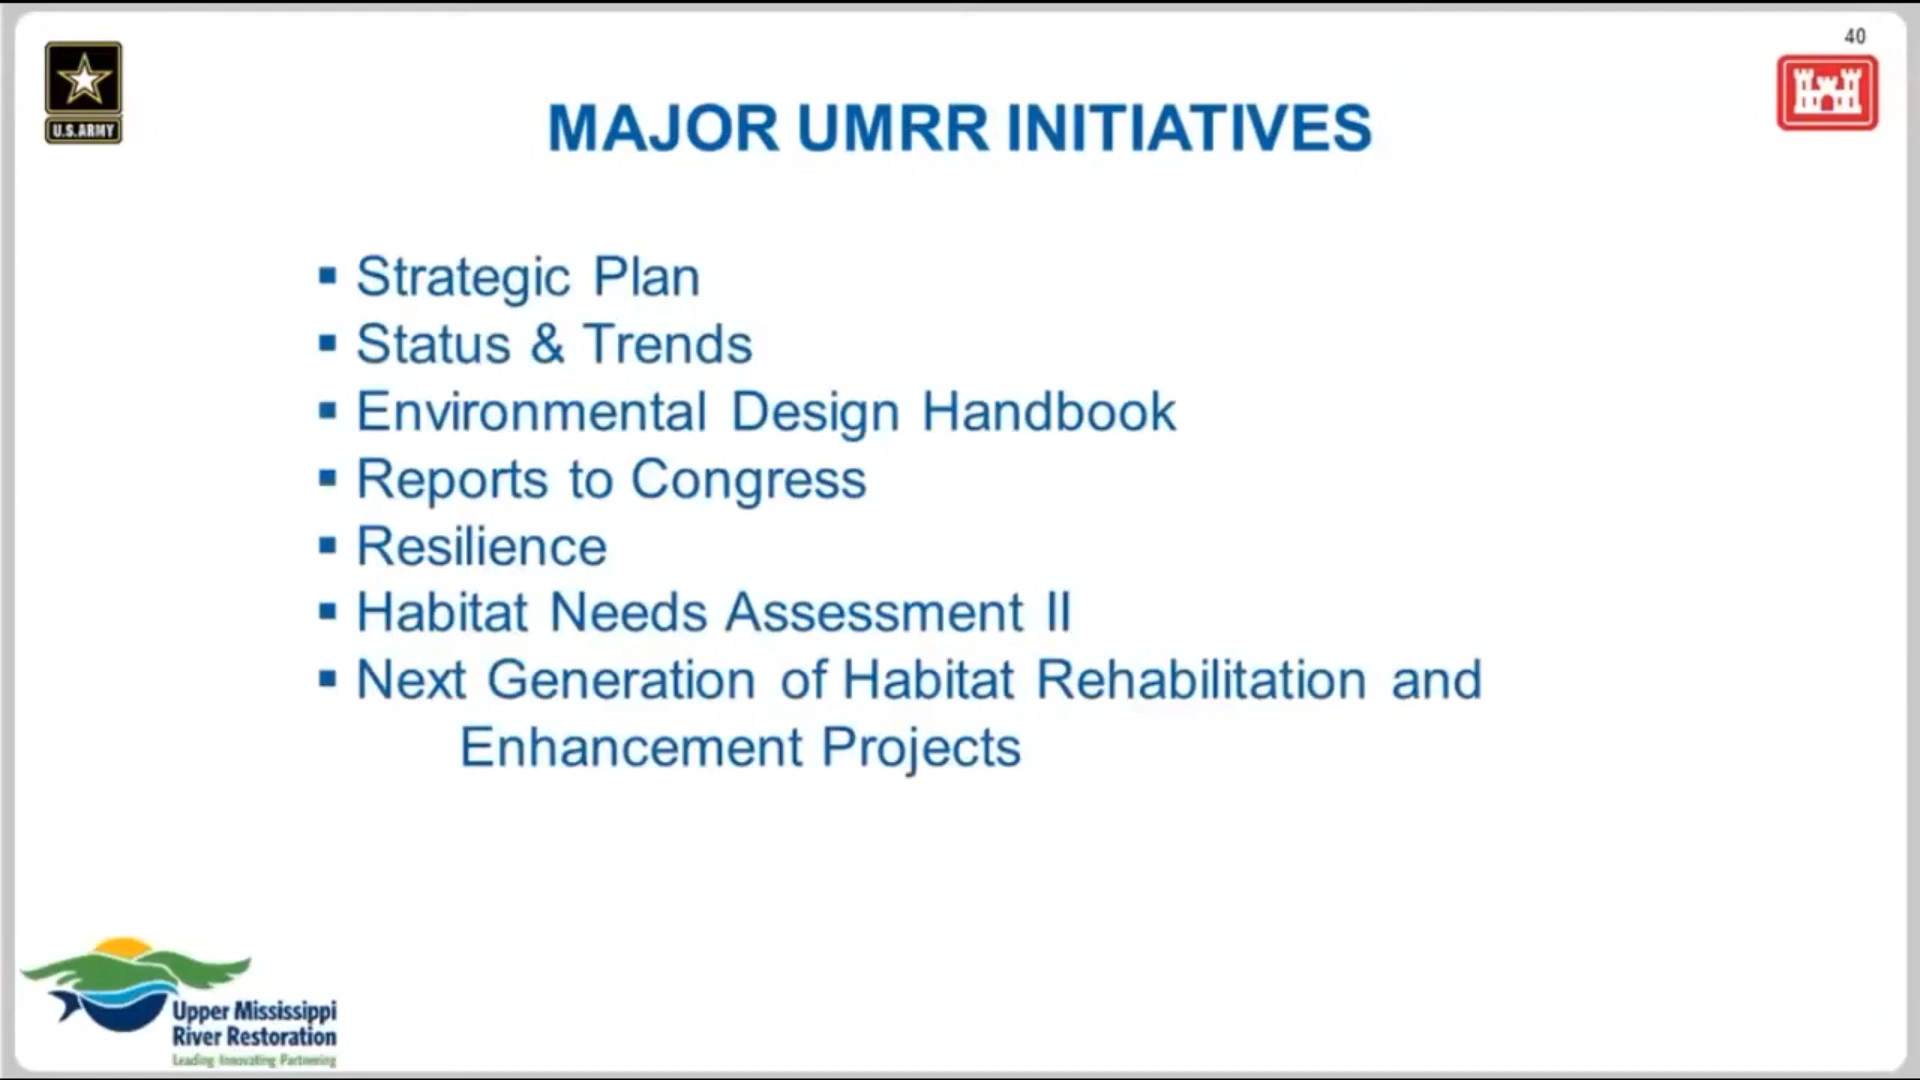 40
U.S.ARMY
MAJOR UMRR INITIATIVES
▪ Strategic Plan
▪ Status & Trends
▪ Environmental Design Handbook
▪ Reports to Congress
▪ Resilience
▪ Habitat Needs Assessment II
▪ Next Generation of Habitat Rehabilitation and
Enhancement Projects
Upper Mississippi
River Restoration
Leading Innovating Partnering